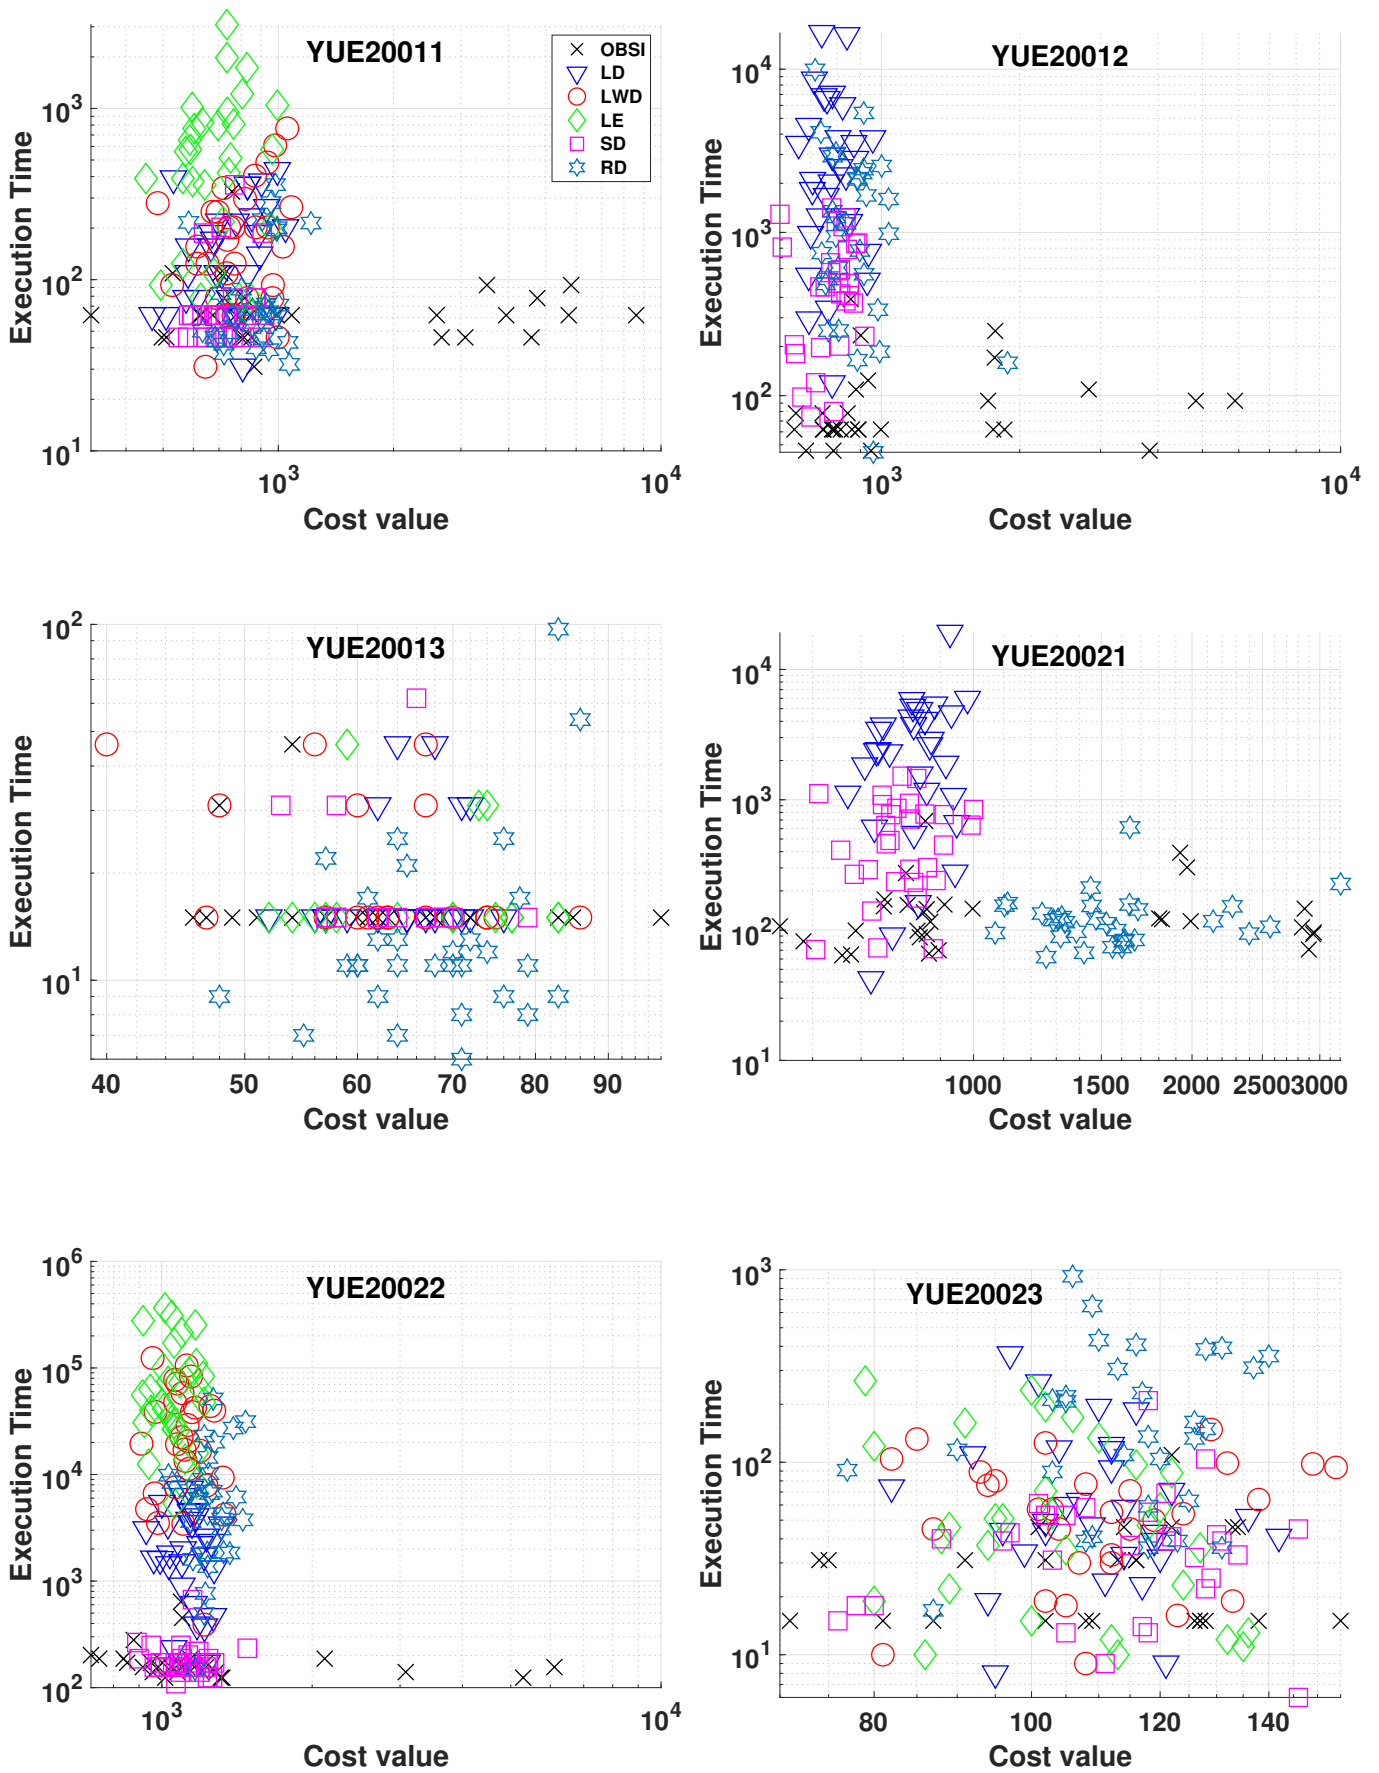 YUE20011
OBSI
LD
LWD
LE
SD
RD
10^3
10^2
10^1
10^3
10^4
Execution Time
Cost value
YUE20012
10^4
10^3
10^2
10^3
10^4
Execution Time
Cost value
YUE20013
10^2
10^1
40 50 60 70 80 90
Execution Time
Cost value
YUE20021
10^4
10^3
10^2
10^1
1000 1500 2000 2500 3000
Execution Time
Cost value
YUE20022
10^6
10^5
10^4
10^3
10^2
10^3
10^4
Execution Time
Cost value
YUE20023
10^3
10^2
10^1
80 100 120 140
Execution Time
Cost value